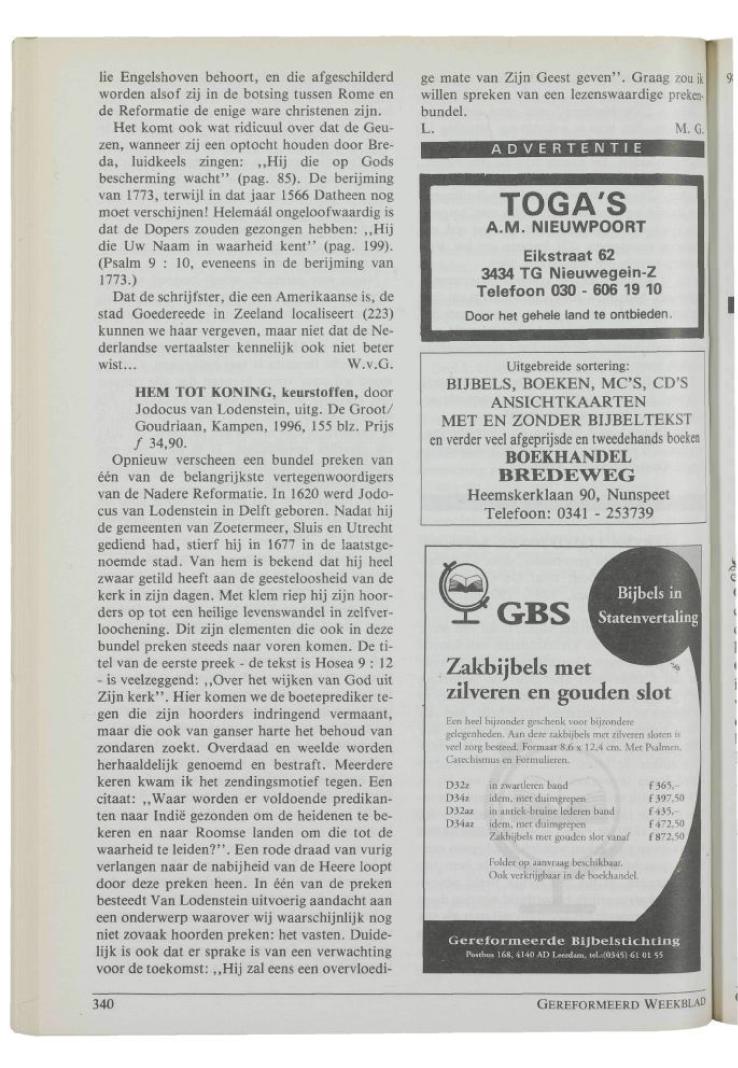 lie Engelshoven behoort, en die afgeschilderd
worden alsof zij in de botsing tussen Rome en
de Reformatie de enige ware christenen zijn.
Het komt ook wat ridicuul over dat de Geu-
zen, wanneer zij een optocht houden door Bre-
da, luidkeels zingen: ,,Hij die op Gods
bescherming wacht'' (pag. 85). De berijming
van 1773, terwijl in dat jaar 1566 Datheen nog
moet verschijnen! Helemáál ongeloofwaardig is
dat de Dopers zouden gezongen hebben: ,,Hij
die Uw Naam in waarheid kent'' (pag. 199).
(Psalm 9 : 10, eveneens in de berijming van
1773.)
Dat de schrijfster, die een Amerikaanse is, de
stad Goedereede in Zeeland localiseert (223)
kunnen we haar vergeven, maar niet dat de Ne-
derlandse vertaalster kennelijk ook niet beter
wist... W.v.G.
HEM TOT KONING, keurstoffen, door
Jodocus van Lodenstein, uitg. De Groot/
Goudriaan, Kampen, 1996, 155 blz. Prijs
ƒ 34,90.
Opnieuw verscheen een bundel preken van
één van de belangrijkste vertegenwoordigers
van de Nadere Reformatie. In 1620 werd Jodo-
cus van Lodenstein in Delft geboren. Nadat hij
de gemeenten van Zoetermeer, Sluis en Utrecht
gediend had, stierf hij in 1677 in de laatstge-
noemde stad. Van hem is bekend dat hij heel
zwaar getild heeft aan de geesteloosheid van de
kerk in zijn dagen. Met klem riep hij zijn hoor-
ders op tot een heilige levenswandel in zelfver-
loochening. Dit zijn elementen die ook in deze
bundel preken steeds naar voren komen. De ti-
tel van de eerste preek - de tekst is Hosea 9 : 12
- is veelzeggend: ,,Over het wijken van God uit
Zijn kerk''. Hier komen we de boeteprediker te-
gen die zijn hoorders indringend vermaant,
maar die ook van ganser harte het behoud van
zondaren zoekt. Overdaad en weelde worden
herhaaldelijk genoemd en bestraft. Meerdere
keren kwam ik het zendingsmotief tegen. Een
citaat: ,,Waar worden er voldoende predikan-
ten naar Indië gezonden om de heidenen te be-
keren en naar Roomse landen om die tot de
waarheid te leiden?''. Een rode draad van vurig
verlangen naar de nabijheid van de Heere loopt
door deze preken heen. In één van de preken
besteedt Van Lodenstein uitvoerig aandacht aan
een onderwerp waarover wij waarschijnlijk nog
niet zovaak hoorden preken: het vasten. Duide-
lijk is ook dat er sprake is van een verwachting
voor de toekomst: ,,Hij zal eens een overvloedi-
ge mate van Zijn Geest geven''. Graag zou ik
willen spreken van een lezenswaardige preken-
bundel.
L. M. G.
ADVERTENTIE
TOGA'S
A.M. NIEUWPOORT
Eikstraat 62
3434 TG Nieuwegein-Z
Telefoon 030 - 606 19 10
Door het gehele land te ontbieden.
Uitgebreide sortering:
BIJBELS, BOEKEN, MC'S, CD'S
ANSICHTKAARTEN
MET EN ZONDER BIJBELTEKST
en verder veel afgeprijsde en tweedehands boeken
BOEKHANDEL
BREDEWEG
Heemskerklaan 90, Nunspeet
Telefoon: 0341 - 253739
GBS
Bijbels in
Statenvertaling
Zakbijbels met
zilveren en gouden slot
Een heel bijzonder geschenk voor bijzondere
gelegenheden. Aan deze zakbijbels met zilveren sloten is
veel zorg besteed. Formaat 8.6 x 12.4 cm. Met Psalmen,
Catechismus en Formulieren.
D32z in zwartleren band f 365,-
D34z idem, met duimgrepen f 397,50
D32az in antiek-bruine lederen band f 435,-
D34az idem, met duimgrepen f 472,50
Zakbijbels met gouden slot vanaf f 872,50
Folder op aanvraag beschikbaar.
Ook verkrijgbaar in de boekhandel.
Gereformeerde Bijbelstichting
Postbus 168, 4140 AD Leerdam, tel.:(0345) 61 01 55
340 GEREFORMEERD WEEKBLAD